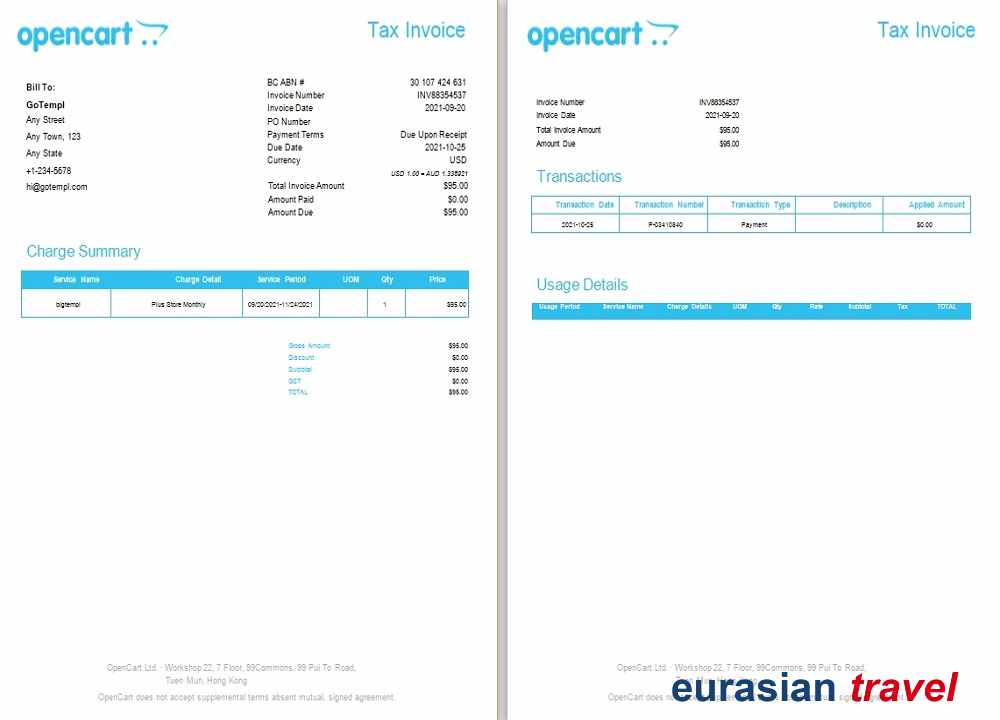 opencart
Tax Invoice
Bill To:
GoTempl
Any Street
Any Town, 123
Any State
+1-234-5678
hi@gotempl.com
BC ABN # 30 107 424 631
Invoice Number INV88354537
Invoice Date 2021-09-20
PO Number
Payment Terms Due Upon Receipt
Due Date 2021-10-25
Currency USD
USD 1.00 = AUD 1.335921
Total Invoice Amount $95.00
Amount Paid $0.00
Amount Due $95.00
Charge Summary
Service Name Charge Detail Service Period UOM Qty Price
bigtempl Plus Store Monthly 09/20/2021-11/24/2021 1 $95.00
Gross Amount $95.00
Discount $0.00
Subtotal $95.00
GST $0.00
TOTAL $95.00
OpenCart Ltd. · Workshop 22, 7 Floor, 99Commons, 99 Pui To Road,
Tuen Mun, Hong Kong
OpenCart does not accept supplemental terms absent mutual, signed agreement.
opencart
Tax Invoice
Invoice Number INV88354537
Invoice Date 2021-09-20
Total Invoice Amount $95.00
Amount Due $95.00
Transactions
Transaction Date Transaction Number Transaction Type Description Applied Amount
2021-10-25 P-03410840 Payment $0.00
Usage Details
Usage Period Service Name Charge Details UOM Qty Rate Subtotal Tax TOTAL
OpenCart Ltd. · Workshop 22, 7 Floor, 99Commons, 99 Pui To Road,
OpenCart does
eurasian travel